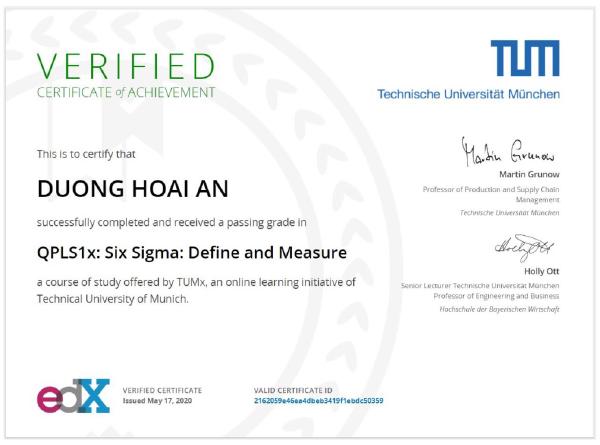 VERIFIED
CERTIFICATE of ACHIEVEMENT
TUM
Technische Universität München
This is to certify that
DUONG HOAI AN
successfully completed and received a passing grade in
QPLS1x: Six Sigma: Define and Measure
a course of study offered by TUMx, an online learning initiative of
Technical University of Munich.
Martin Grunow
Martin Grunow
Professor of Production and Supply Chain
Management
Technische Universität München
Holly Ott
Holly Ott
Senior Lecturer Technische Universität München
Professor of Engineering and Business
Hochschule der Bayerischen Wirtschaft
edX
VERIFIED CERTIFICATE
Issued May 17, 2020
VALID CERTIFICATE ID
2162059e46ea4dbeb3419f1ebdc50359